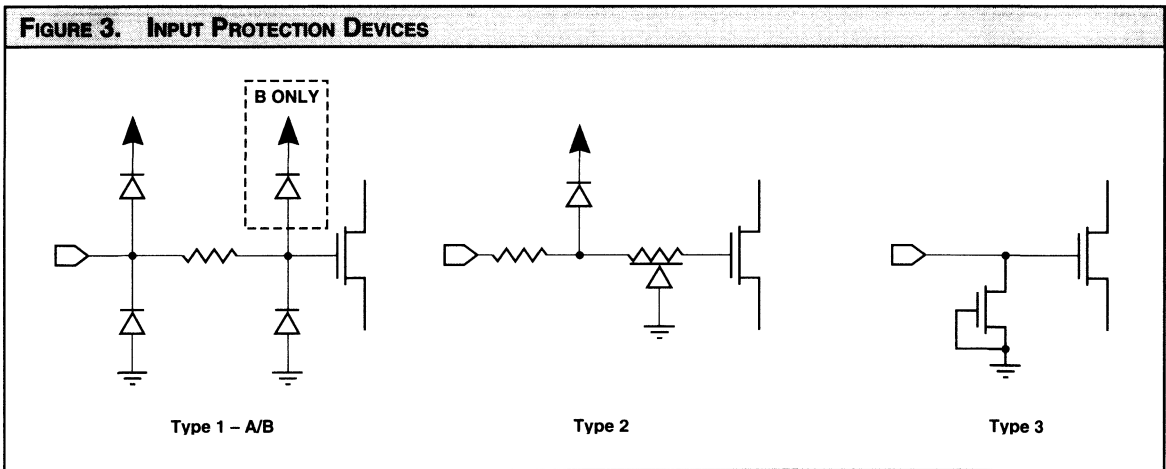 FIGURE 3. INPUT PROTECTION DEVICES
B ONLY
Type 1 – A/B
Type 2
Type 3